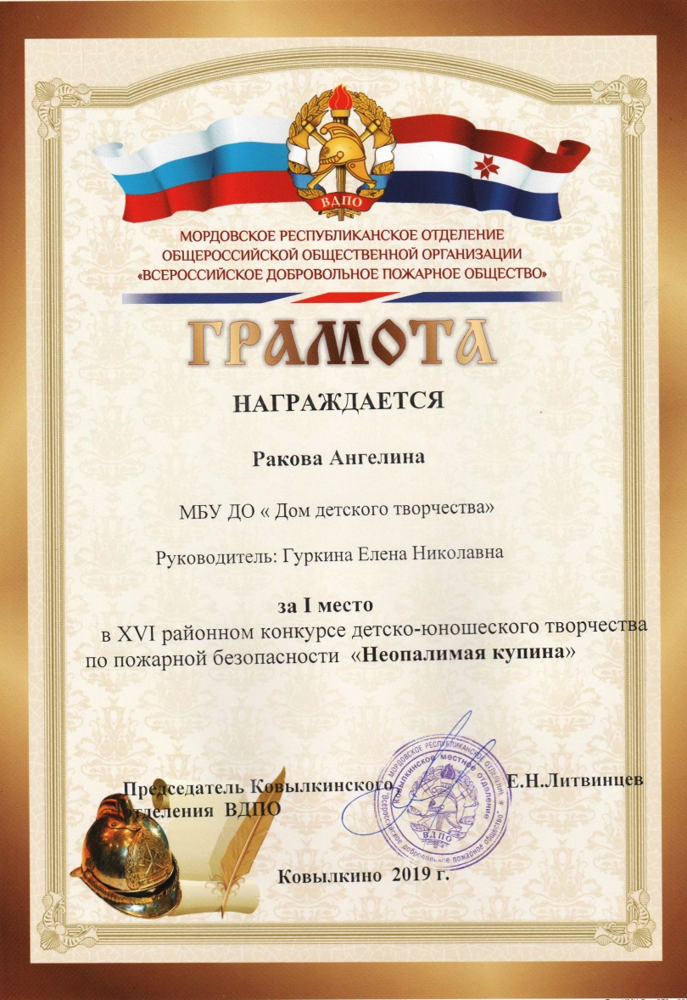 ВДПО
МОРДОВСКОЕ РЕСПУБЛИКАНСКОЕ ОТДЕЛЕНИЕ
ОБЩЕРОССИЙСКОЙ ОБЩЕСТВЕННОЙ ОРГАНИЗАЦИИ
«ВСЕРОССИЙСКОЕ ДОБРОВОЛЬНОЕ ПОЖАРНОЕ ОБЩЕСТВО»
ГРАМОТА
НАГРАЖДАЕТСЯ
Ракова Ангелина
МБУ ДО « Дом детского творчества»
Руководитель: Гуркина Елена Николавна
за I место
в XVI районном конкурсе детско-юношеского творчества
по пожарной безопасности «Неопалимая купина»
Председатель Ковылкинского Е.Н.Литвинцев
отделения ВДПО
МОРДОВСКОЕ РЕСПУБЛИКАНСКОЕ ОТДЕЛЕНИЕ
"Всероссийское добровольное пожарное общество"
Ковылкинское местное отделение
ВДПО
Ковылкино 2019 г.